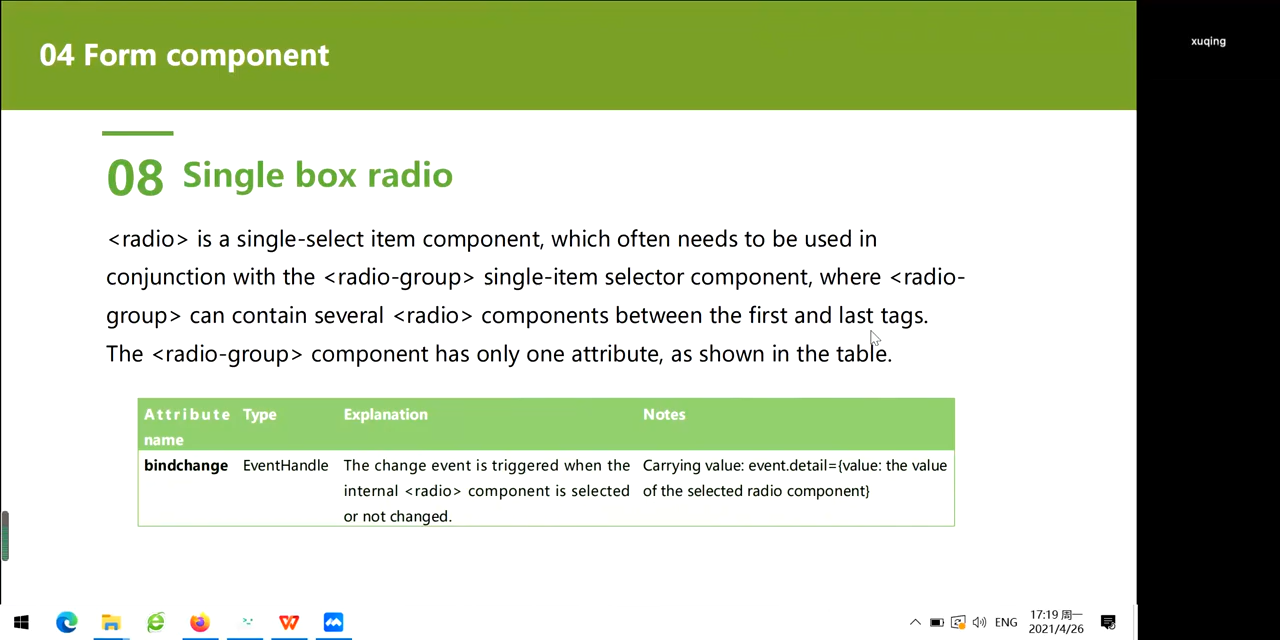 04 Form component
xuqing
08 Single box radio
<radio> is a single-select item component, which often needs to be used in
conjunction with the <radio-group> single-item selector component, where <radio-
group> can contain several <radio> components between the first and last tags.
The <radio-group> component has only one attribute, as shown in the table.
Attribute name
Type
Explanation
Notes
bindchange
EventHandle
The change event is triggered when the
internal <radio> component is selected
or not changed.
Carrying value: event.detail={value: the value
of the selected radio component}
ENG
17:19 周一
2021/4/26